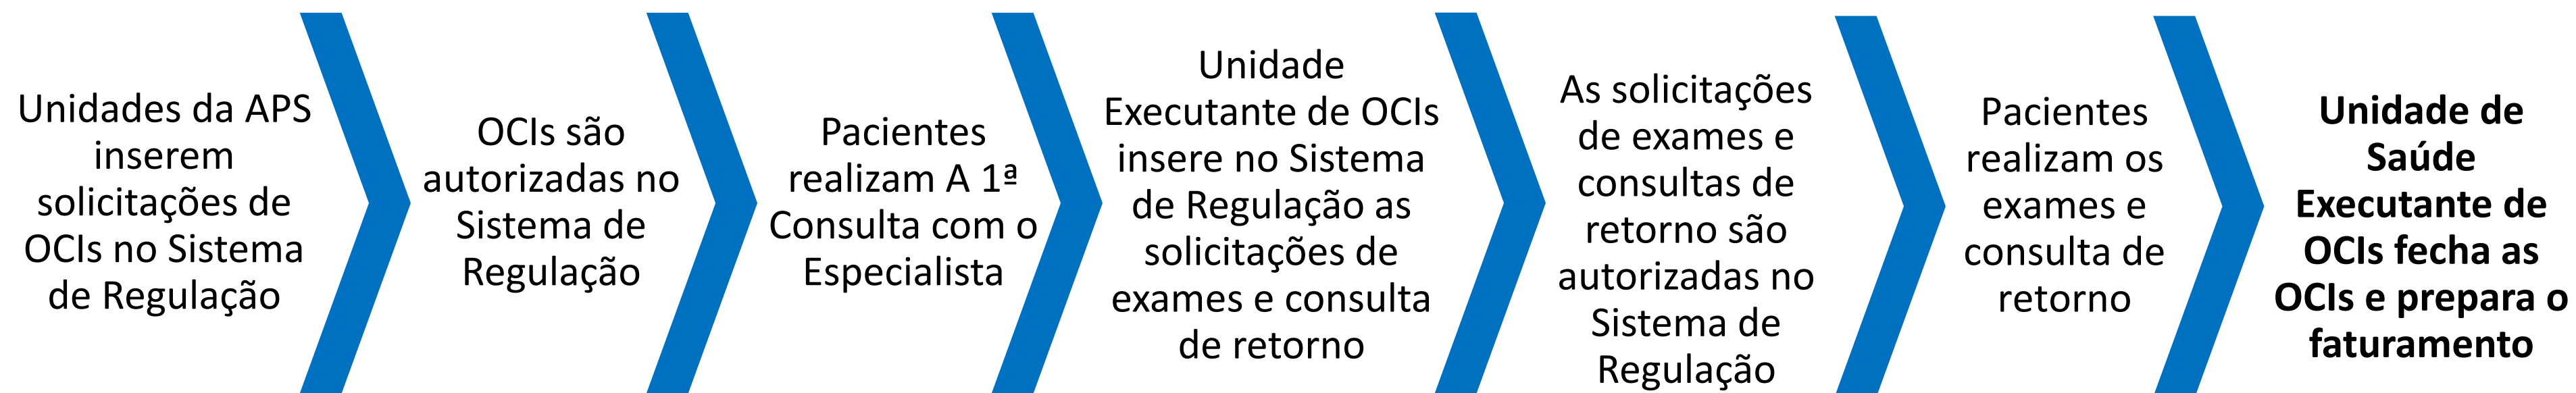 Unidades da APS
inserem
solicitações de
OCIs no Sistema
de Regulação
OCIs são
autorizadas no
Sistema de
Regulação
Pacientes
realizam A 1ª
Consulta com o
Especialista
Unidade
Executante de OCIs
insere no Sistema
de Regulação as
solicitações de
exames e consulta
de retorno
As solicitações
de exames e
consultas de
retorno são
autorizadas no
Sistema de
Regulação
Pacientes
realizam os
exames e
consulta de
retorno
Unidade de
Saúde
Executante de
OCIs fecha as
OCIs e prepara o
faturamento